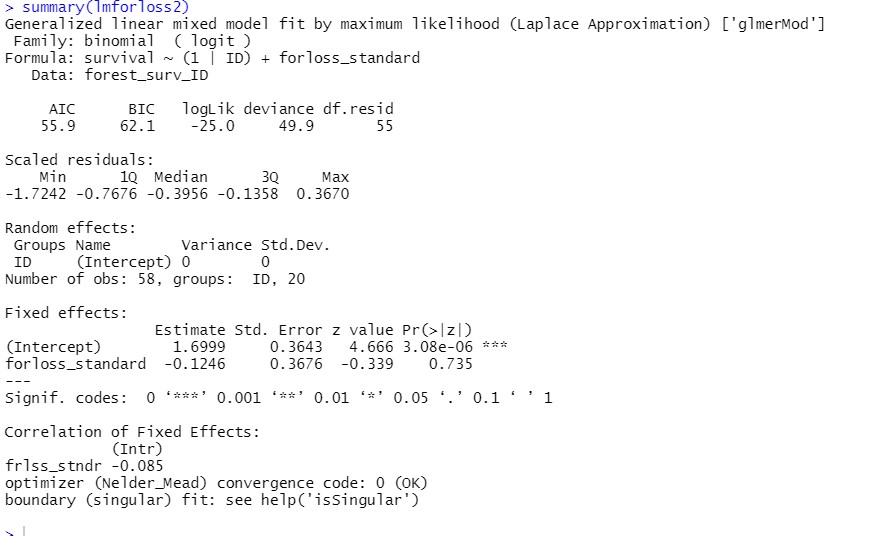 > summary(lmforloss2)
Generalized linear mixed model fit by maximum likelihood (Laplace Approximation) ['glmerMod']
 Family: binomial  ( logit )
Formula: survival ~ (1 | ID) + forloss_standard
   Data: forest_surv_ID

     AIC      BIC   logLik deviance df.resid
    55.9     62.1    -25.0     49.9       55

Scaled residuals:
    Min      1Q  Median      3Q     Max
-1.7242 -0.7676 -0.3956 -0.1358  0.3670

Random effects:
 Groups Name        Variance Std.Dev.
 ID     (Intercept) 0        0
Number of obs: 58, groups:  ID, 20

Fixed effects:
                 Estimate Std. Error z value Pr(>|z|)
(Intercept)        1.6999     0.3643   4.666 3.08e-06 ***
forloss_standard  -0.1246     0.3676  -0.339    0.735
---
Signif. codes:  0 ‘***’ 0.001 ‘**’ 0.01 ‘*’ 0.05 ‘.’ 0.1 ‘ ’ 1

Correlation of Fixed Effects:
            (Intr)
frlss_stndr -0.085
optimizer (Nelder_Mead) convergence code: 0 (OK)
boundary (singular) fit: see help('isSingular')

>